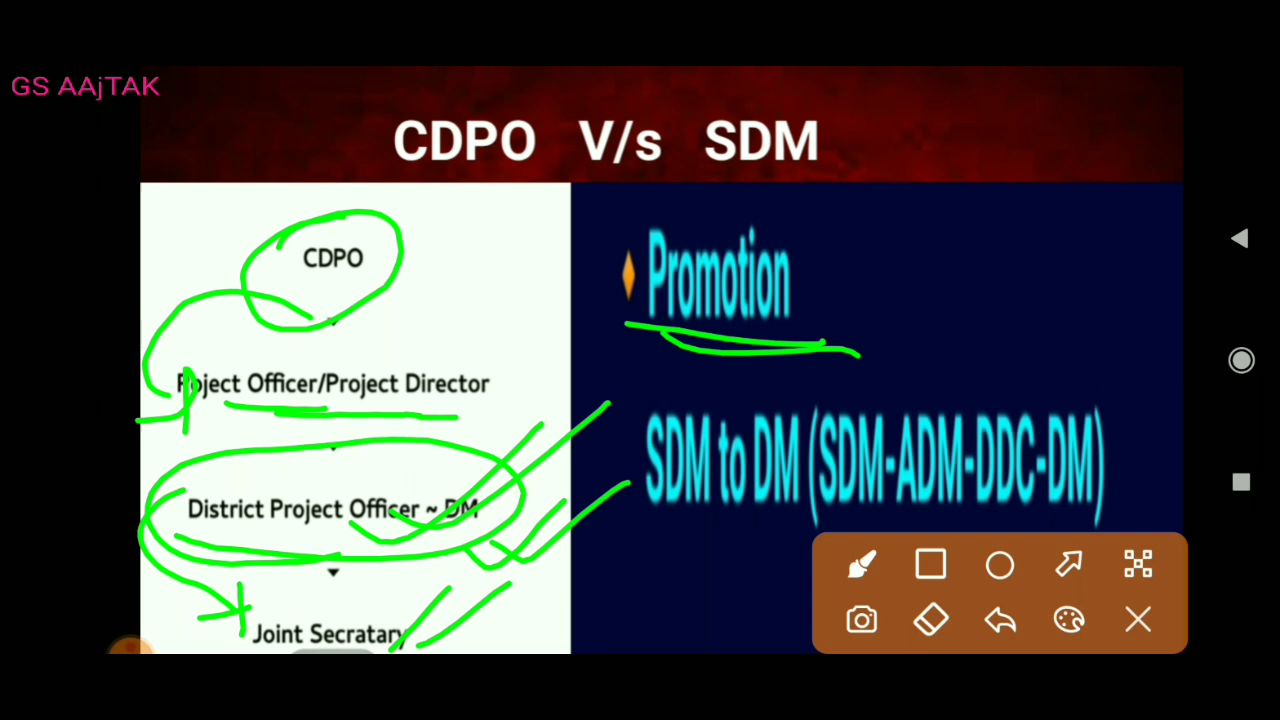 GS AAjTAK
CDPO V/s SDM
CDPO
Poject Officer/Project Director
District Project Officer ~ DM
Joint Secratary
Promotion
SDM to DM (SDM-ADM-DDC-DM)